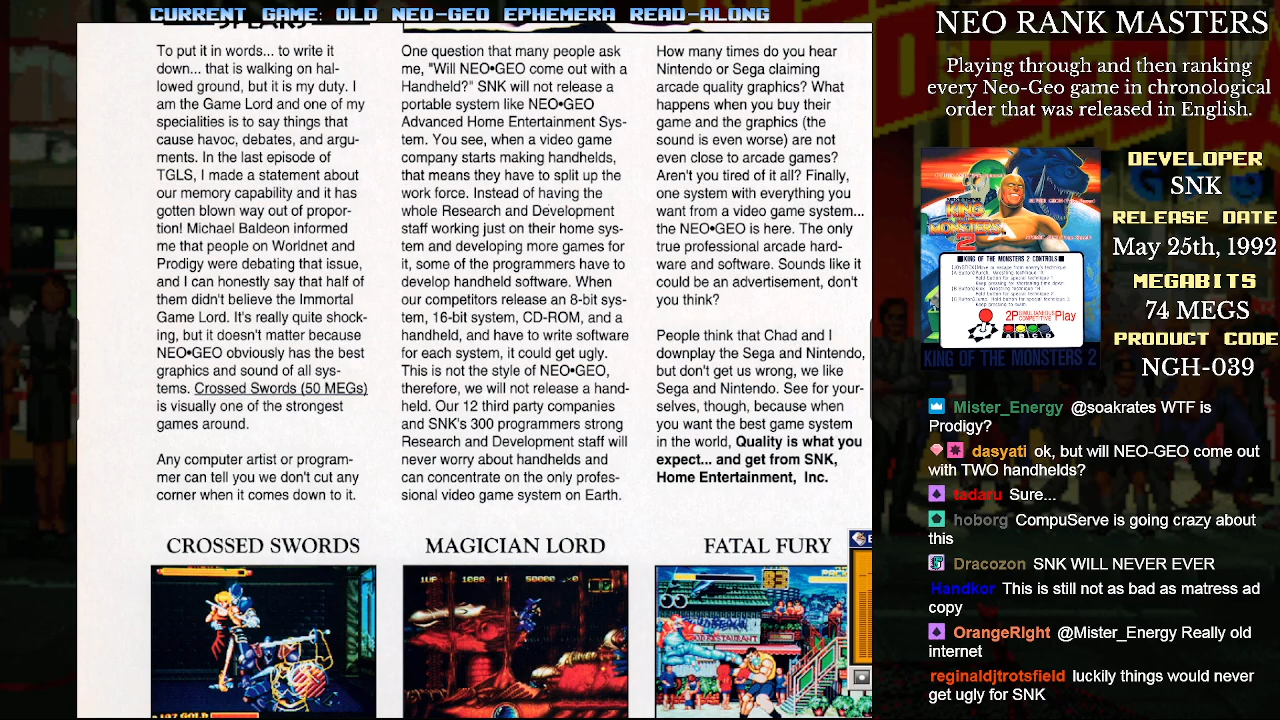 CURRENT GAME: OLD NEO-GEO EPHEMERA READ-ALONG
SPEAKS
To put it in words... to write it
down... that is walking on hal-
lowed ground, but it is my duty. I
am the Game Lord and one of my
specialities is to say things that
cause havoc, debates, and argu-
ments. In the last episode of
TGLS, I made a statement about
our memory capability and it has
gotten blown way out of propor-
tion! Michael Baldeon informed
me that people on Wordnet and
Prodigy were debating that issue,
and I can honestly say that half of
them didn't believe the Immortal
Game Lord. It's really quite shock-
ing, but it doesn't matter because
NEO•GEO obviously has the best
graphics and sound of all sys-
tems. Crossed Swords (50 MEGs)
is visually one of the strongest
games around.
Any computer artist or program-
mer can tell you we don't cut any
corner when it comes down to it.
One question that many people ask
me, "Will NEO•GEO come out with a
Handheld?" SNK will not release a
portable system like NEO•GEO
Advanced Home Entertainment Sys-
tem. You see, when a video game
company starts making handhelds,
that means they have to split up the
work force. Instead of having the
whole Research and Development
staff working just on their home sys-
tem and developing more games for
it, some of the programmers have to
develop handheld software. When
our competitors release an 8-bit sys-
tem, 16-bit system, CD-ROM, and a
handheld, and have to write software
for each system, it could get ugly.
This is not the style of NEO•GEO,
therefore, we will not release a hand-
held. Our 12 third party companies
and SNK's 300 programmers strong
Research and Development staff will
never worry about handhelds and
can concentrate on the only profes-
sional video game system on Earth.
How many times do you hear
Nintendo or Sega claiming
arcade quality graphics? What
happens when you buy their
game and the graphics (the
sound is even worse) are not
even close to arcade games?
Aren't you tired of it all? Finally,
one system with everything you
want from a video game system...
the NEO•GEO is here. The only
true professional arcade hard-
ware and software. Sounds like it
could be an advertisement, don't
you think?
People think that Chad and I
downplay the Sega and Nintendo,
but don't get us wrong, we like
Sega and Nintendo. See for your-
selves, though, because when
you want the best game system
in the world, Quality is what you
expect... and get from SNK,
Home Entertainment, Inc.
CROSSED SWORDS
MAGICIAN LORD
FATAL FURY
GOLD
1UP 1080 HI 50000
83
RESTAURANT
NEO RANK MASTERS
Playing through and then ranking
every Neo-Geo game in chronological
order that was released in English.
KING OF THE MONSTERS 2
KING OF THE MONSTERS 2 CONTROLS
2P Play
A B C D
KING OF THE MONSTERS 2
DEVELOPER
SNK
RELEASE DATE
May 25th, 1992
MEGABITS
74 MEGS
PRODUCT CODE
NGH-039
Mister_Energy @soakrates WTF is
Prodigy?
dasyati ok, but will NEO-GEO come out
with TWO handhelds?
tadaru Sure...
hoborg CompuServe is going crazy about
this
Dracozon SNK WILL NEVER EVER
Handkor This is still not as bad as matress ad
copy
OrangeRight @Mister_Energy Really old
internet
reginaldjtrotsfield luckily things would never
get ugly for SNK